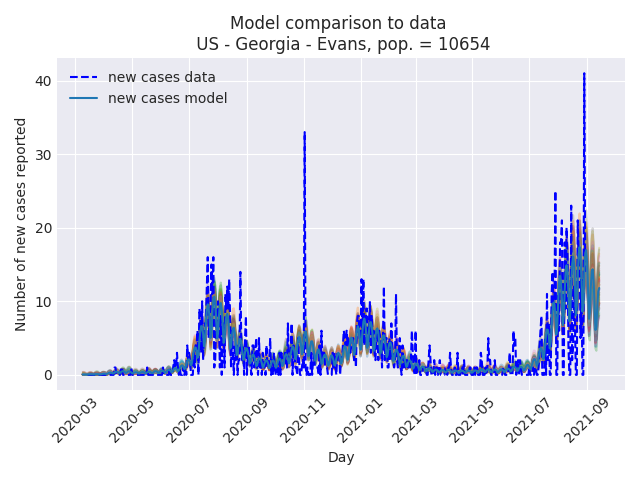 Model comparison to data
US - Georgia - Evans, pop. = 10654
new cases data
new cases model
Number of new cases reported
40
30
20
10
0
2020-03
2020-05
2020-07
2020-09
2020-11
2021-01
2021-03
2021-05
2021-07
2021-09
Day